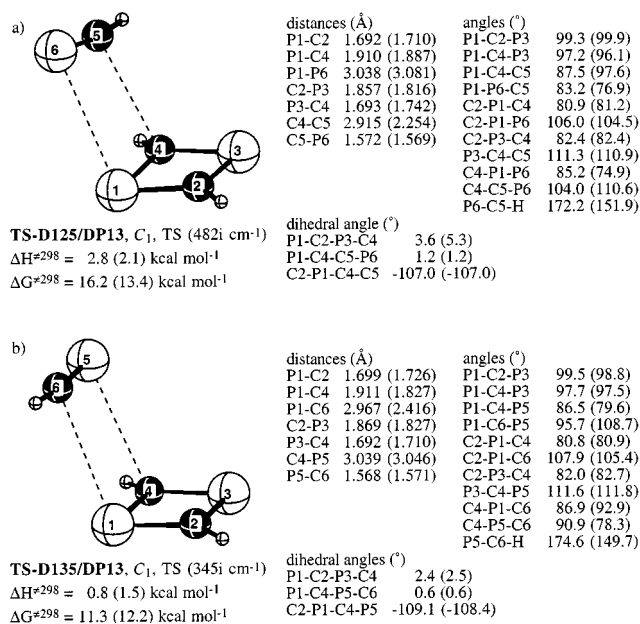 a)
6
5
4
3
1
2
TS-D125/DP13, C₁, TS (482i cm⁻¹)
ΔH≠298 = 2.8 (2.1) kcal mol⁻¹
ΔG≠298 = 16.2 (13.4) kcal mol⁻¹
distances (Å)
P1-C2 1.692 (1.710)
P1-C4 1.910 (1.887)
P1-P6 3.038 (3.081)
C2-P3 1.857 (1.816)
P3-C4 1.693 (1.742)
C4-C5 2.915 (2.254)
C5-P6 1.572 (1.569)
angles (°)
P1-C2-P3 99.3 (99.9)
P1-C4-P3 97.2 (96.1)
P1-C4-C5 87.5 (97.6)
P1-P6-C5 83.2 (76.9)
C2-P1-C4 80.9 (81.2)
C2-P1-P6 106.0 (104.5)
C2-P3-C4 82.4 (82.4)
P3-C4-C5 111.3 (110.9)
C4-P1-P6 85.2 (74.9)
C4-C5-P6 104.0 (110.6)
P6-C5-H 172.2 (151.9)
dihedral angle (°)
P1-C2-P3-C4 3.6 (5.3)
P1-C4-C5-P6 1.2 (1.2)
C2-P1-C4-C5 -107.0 (-107.0)
b)
5
6
4
3
1
2
TS-D135/DP13, C₁, TS (345i cm⁻¹)
ΔH≠298 = 0.8 (1.5) kcal mol⁻¹
ΔG≠298 = 11.3 (12.2) kcal mol⁻¹
distances (Å)
P1-C2 1.699 (1.726)
P1-C4 1.911 (1.827)
P1-C6 2.967 (2.416)
C2-P3 1.869 (1.827)
P3-C4 1.692 (1.710)
C4-P5 3.039 (3.046)
P5-C6 1.568 (1.571)
angles (°)
P1-C2-P3 99.5 (98.8)
P1-C4-P3 97.7 (97.5)
P1-C4-P5 86.5 (79.6)
P1-C6-P5 95.7 (108.7)
C2-P1-C4 80.8 (80.9)
C2-P1-C6 107.9 (105.4)
C2-P3-C4 82.0 (82.7)
P3-C4-P5 111.6 (111.8)
C4-P1-C6 86.9 (92.9)
C4-P5-C6 90.9 (78.3)
P5-C6-H 174.6 (149.7)
dihedral angles (°)
P1-C2-P3-C4 2.4 (2.5)
P1-C4-P5-C6 0.6 (0.6)
C2-P1-C4-P5 -109.1 (-108.4)